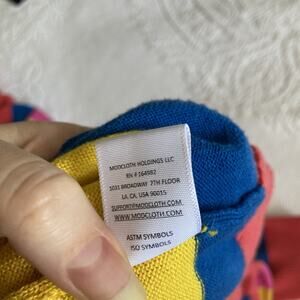 MODCLOTH HOLDINGS LLC
RN # 164982
1031 BROADWAY 7TH FLOOR
LA, CA, USA 90015
SUPPORT@MODCLOTH.COM
WWW.MODCLOTH.COM
ASTM SYMBOLS
ISO SYMBOLS